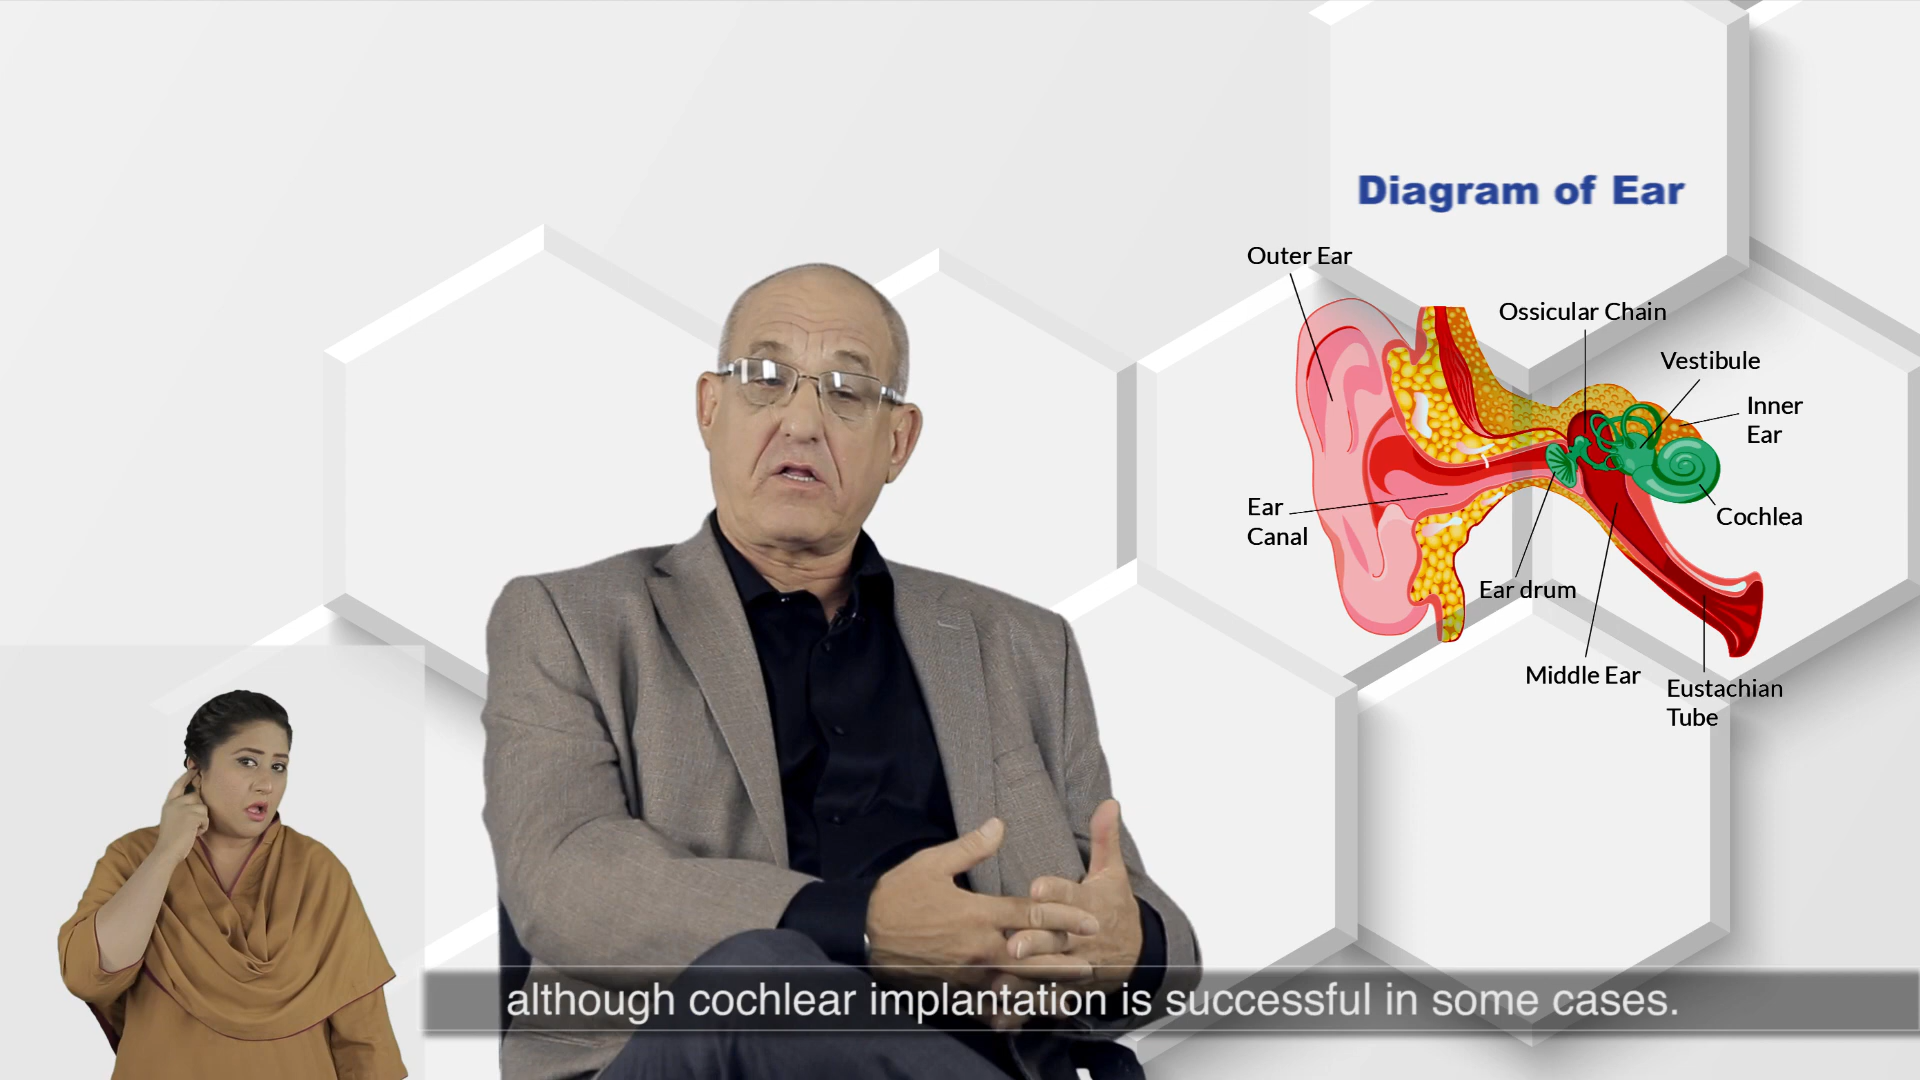 Diagram of Ear
Outer Ear
Ossicular Chain
Vestibule
Inner
Ear
Ear
Canal
Cochlea
Ear drum
Middle Ear
Eustachian
Tube
although cochlear implantation is successful in some cases.